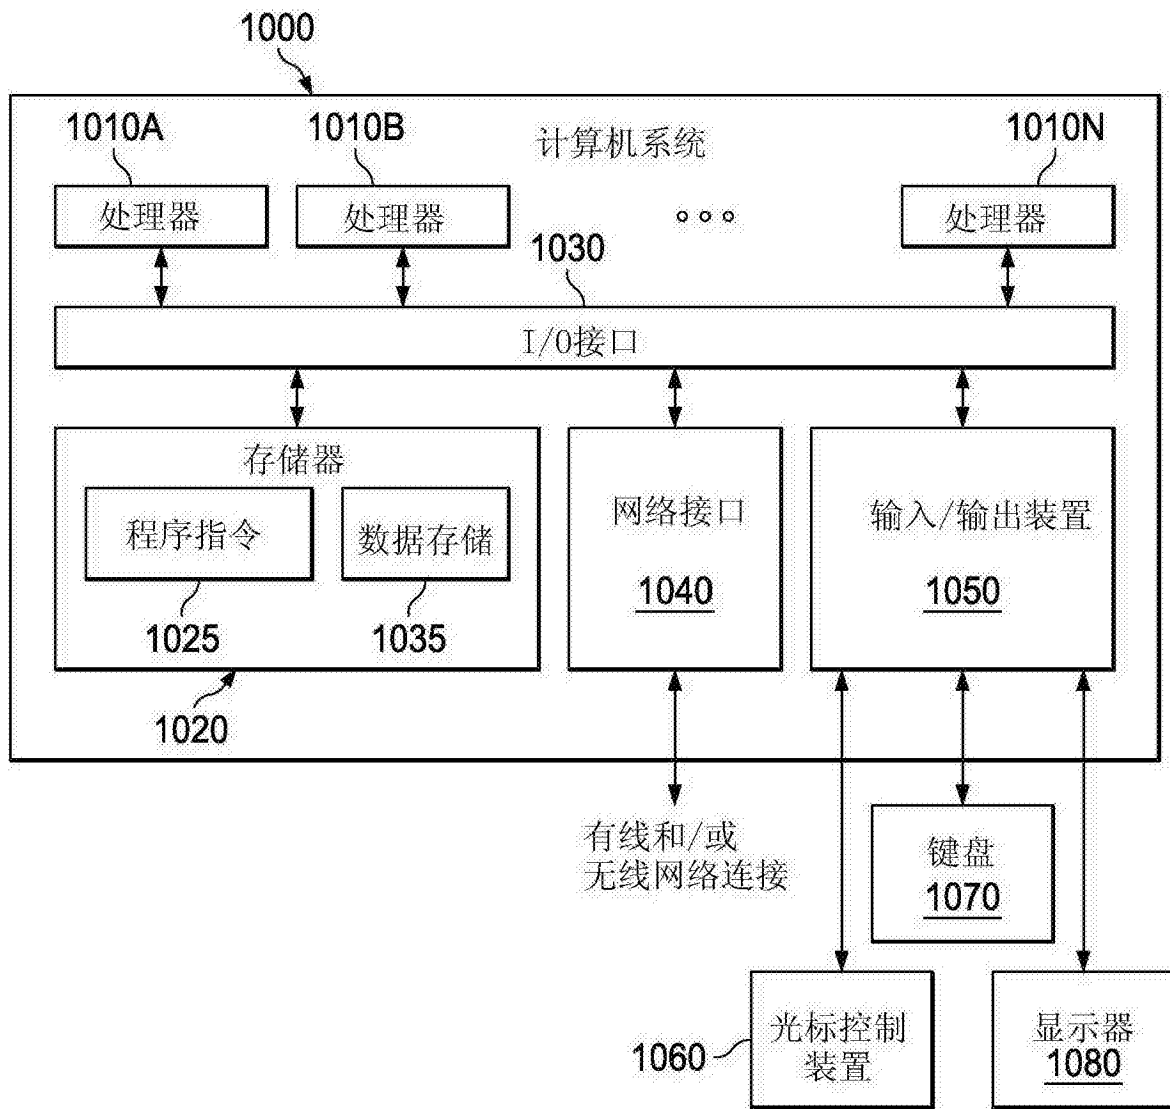 1000
1010A
1010B
计算机系统
1010N
处理器
处理器
处理器
1030
I/O接口
存储器
程序指令
数据存储
1025
1035
1020
网络接口
1040
输入/输出装置
1050
有线和/或
无线网络连接
键盘
1070
1060
光标控制
装置
显示器
1080